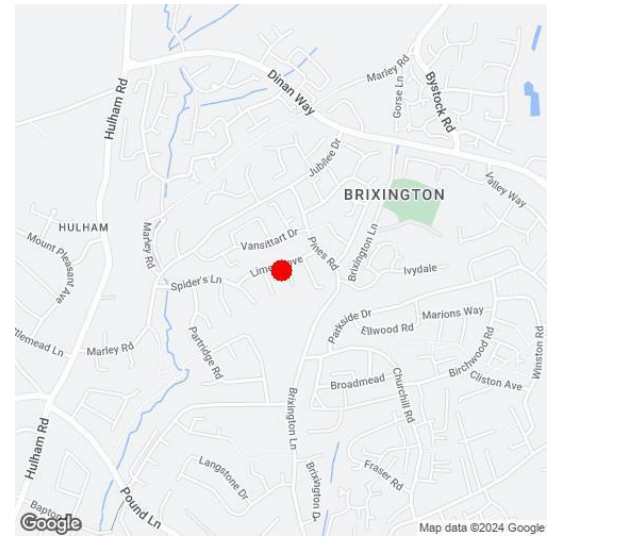 Marley Rd
Dinan Way
Hulham Rd
Gorse Ln
Bystock Rd
Jubilee Dr
Valley Way
BRIXINGTON
HULHAM
Marley Rd
Vansittart Dr
Mount Pleasant Ave
Pines Rd
Brixington Ln
Spider's Ln
Ivydale
Parkside Dr
Marions Way
Ellwood Rd
Marley Rd
Partridge Rd
Birchwood Rd
Winston Rd
Broadmead
Cliston Ave
Churchill Rd
Brixington Ln
Hulham Rd
Langstone Dr
Fraser Rd
Pound Ln
Google
Map data ©2024 Google